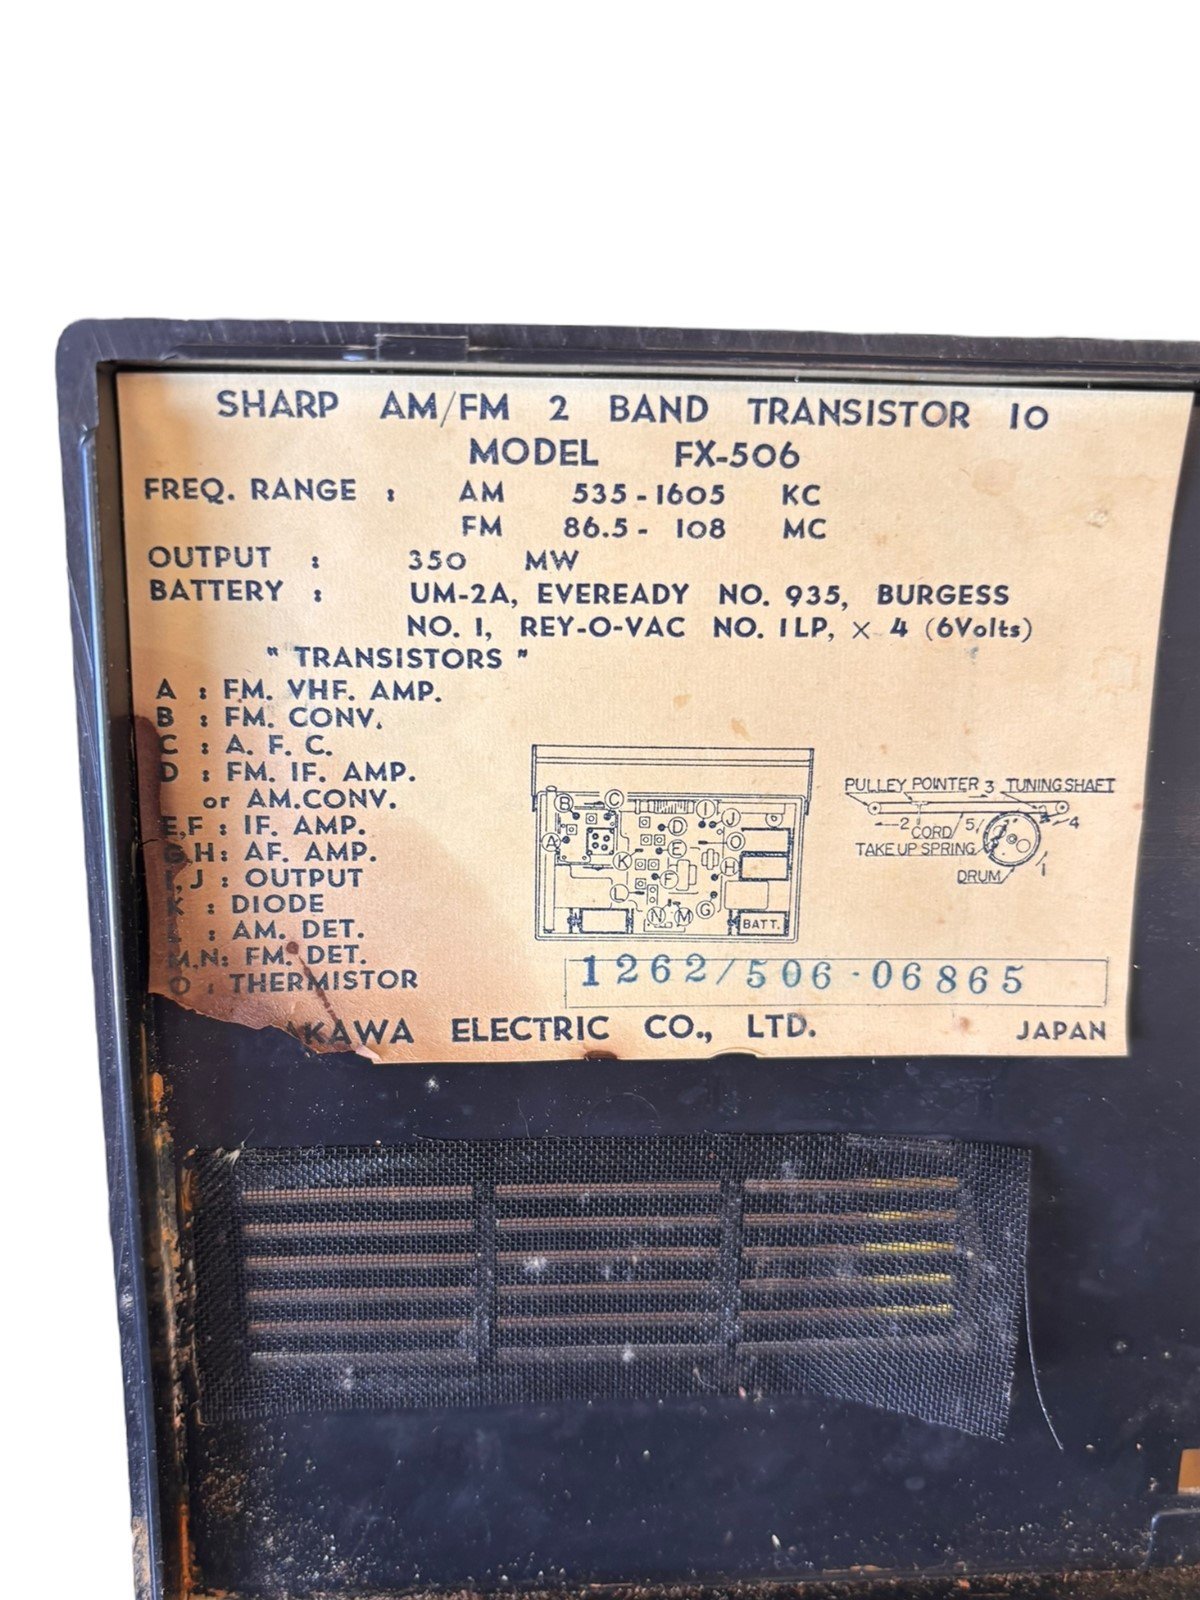 SHARP AM/FM 2 BAND TRANSISTOR 10
MODEL FX-506
FREQ. RANGE : AM 535-1605 KC
FM 86.5- 108 MC
OUTPUT : 350 MW
BATTERY : UM-2A, EVEREADY NO. 935, BURGESS
NO. 1, REY-O-VAC NO. 1LP, × 4 (6Volts)
" TRANSISTORS "
A : FM. VHF. AMP.
B : FM. CONV.
C : A. F. C.
D : FM. IF. AMP.
or AM.CONV.
E,F : IF. AMP.
G,H: AF. AMP.
I,J : OUTPUT
K : DIODE
L : AM. DET.
M,N: FM. DET.
O : THERMISTOR
B C I J
A D O
K E
F H
L N M G
BATT.
PULLEY POINTER 3 TUNING SHAFT
2 CORD 5 4
TAKE UP SPRING
DRUM 1
1262/506·06865
AKAWA ELECTRIC CO., LTD. JAPAN